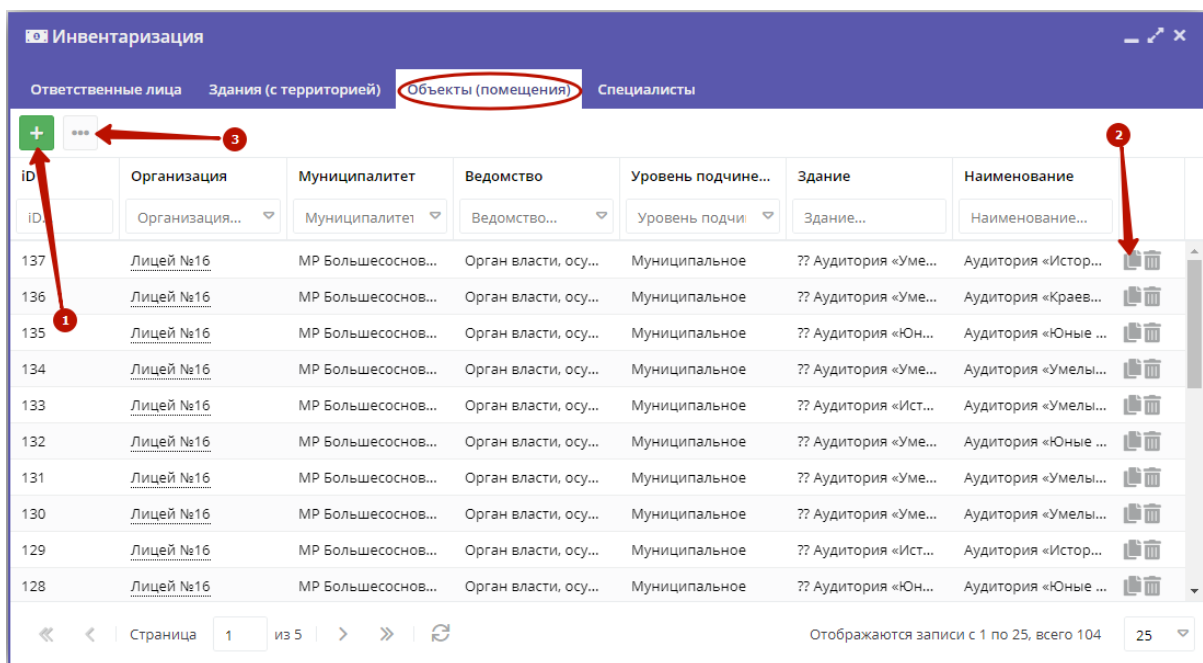 Инвентаризация
Ответственные лица Здания (с территорией) Объекты (помещения) Специалисты
3 2
iD Организация Муниципалитет Ведомство Уровень подчине... Здание Наименование
iD. Организация... Муниципалитет Ведомство... Уровень подчи Здание... Наименование...
137 Лицей №16 МР Большесоснов... Орган власти, осу... Муниципальное ?? Аудитория «Уме... Аудитория «Истор...
136 Лицей №16 МР Большесоснов... Орган власти, осу... Муниципальное ?? Аудитория «Уме... Аудитория «Краев...
1
135 Лицей №16 МР Большесоснов... Орган власти, осу... Муниципальное ?? Аудитория «Юн... Аудитория «Юные ...
134 Лицей №16 МР Большесоснов... Орган власти, осу... Муниципальное ?? Аудитория «Уме... Аудитория «Умелы...
133 Лицей №16 МР Большесоснов... Орган власти, осу... Муниципальное ?? Аудитория «Ист... Аудитория «Умелы...
132 Лицей №16 МР Большесоснов... Орган власти, осу... Муниципальное ?? Аудитория «Уме... Аудитория «Юные ...
131 Лицей №16 МР Большесоснов... Орган власти, осу... Муниципальное ?? Аудитория «Уме... Аудитория «Умелы...
130 Лицей №16 МР Большесоснов... Орган власти, осу... Муниципальное ?? Аудитория «Уме... Аудитория «Умелы...
129 Лицей №16 МР Большесоснов... Орган власти, осу... Муниципальное ?? Аудитория «Ист... Аудитория «Истор...
128 Лицей №16 МР Большесоснов... Орган власти, осу... Муниципальное ?? Аудитория «Юн... Аудитория «Юные ...
Страница 1 из 5 Отображаются записи с 1 по 25, всего 104 25